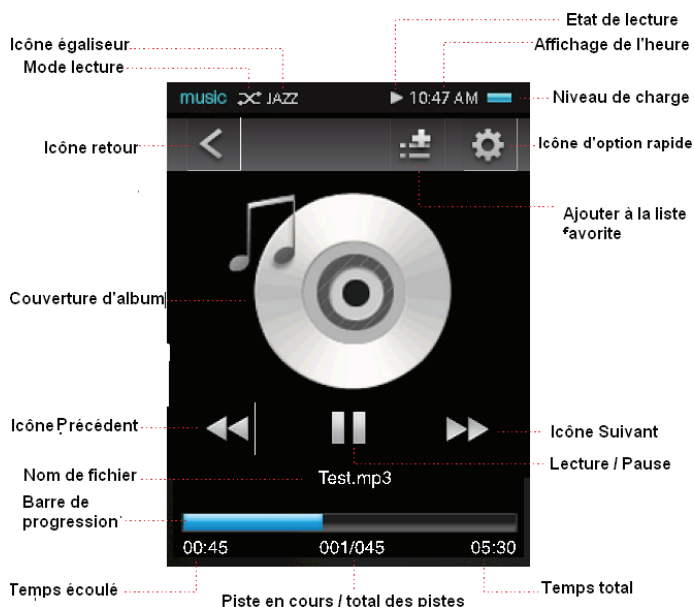 Etat de lecture
Icône égaliseur
Affichage de l'heure
Mode lecture
music JAZZ 10:47 AM
Niveau de charge
Icône retour
Icône d'option rapide
Ajouter à la liste
favorite
Couverture d'album
Icône Précédent
Icône Suivant
Lecture / Pause
Nom de fichier
Test.mp3
Barre de
progression
00:45 001/045 05:30
Temps écoulé
Piste en cours / total des pistes
Temps total